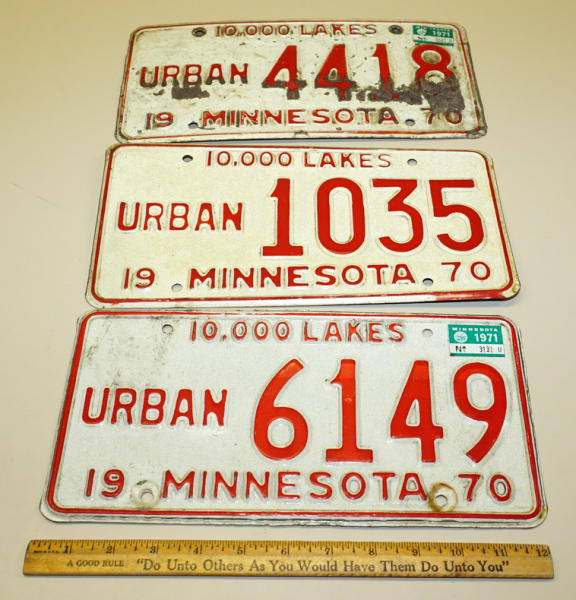 10,000 LAKES
1971
URBAN 4418
19 MINNESOTA 70
10,000 LAKES
URBAN 1035
19 MINNESOTA 70
10,000 LAKES
MINNESOTA
1971
URBAN 6149
19 MINNESOTA 70
1 2 3 4 5 6 7 8 9 10 11 12
A GOOD RULE "Do Unto Others As You Would Have Them Do Unto You"